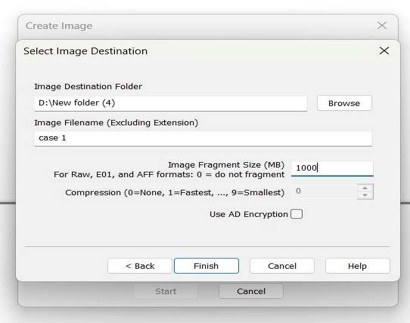 Create Image
Select Image Destination
Image Destination Folder
D:\New folder (4)
Browse
Image Filename (Excluding Extension)
case 1
Image Fragment Size (MB)
1000
For Raw, E01, and AFF formats: 0 = do not fragment
Compression (0=None, 1=Fastest, ..., 9=Smallest)
0
Use AD Encryption
< Back
Finish
Cancel
Help
Start
Cancel